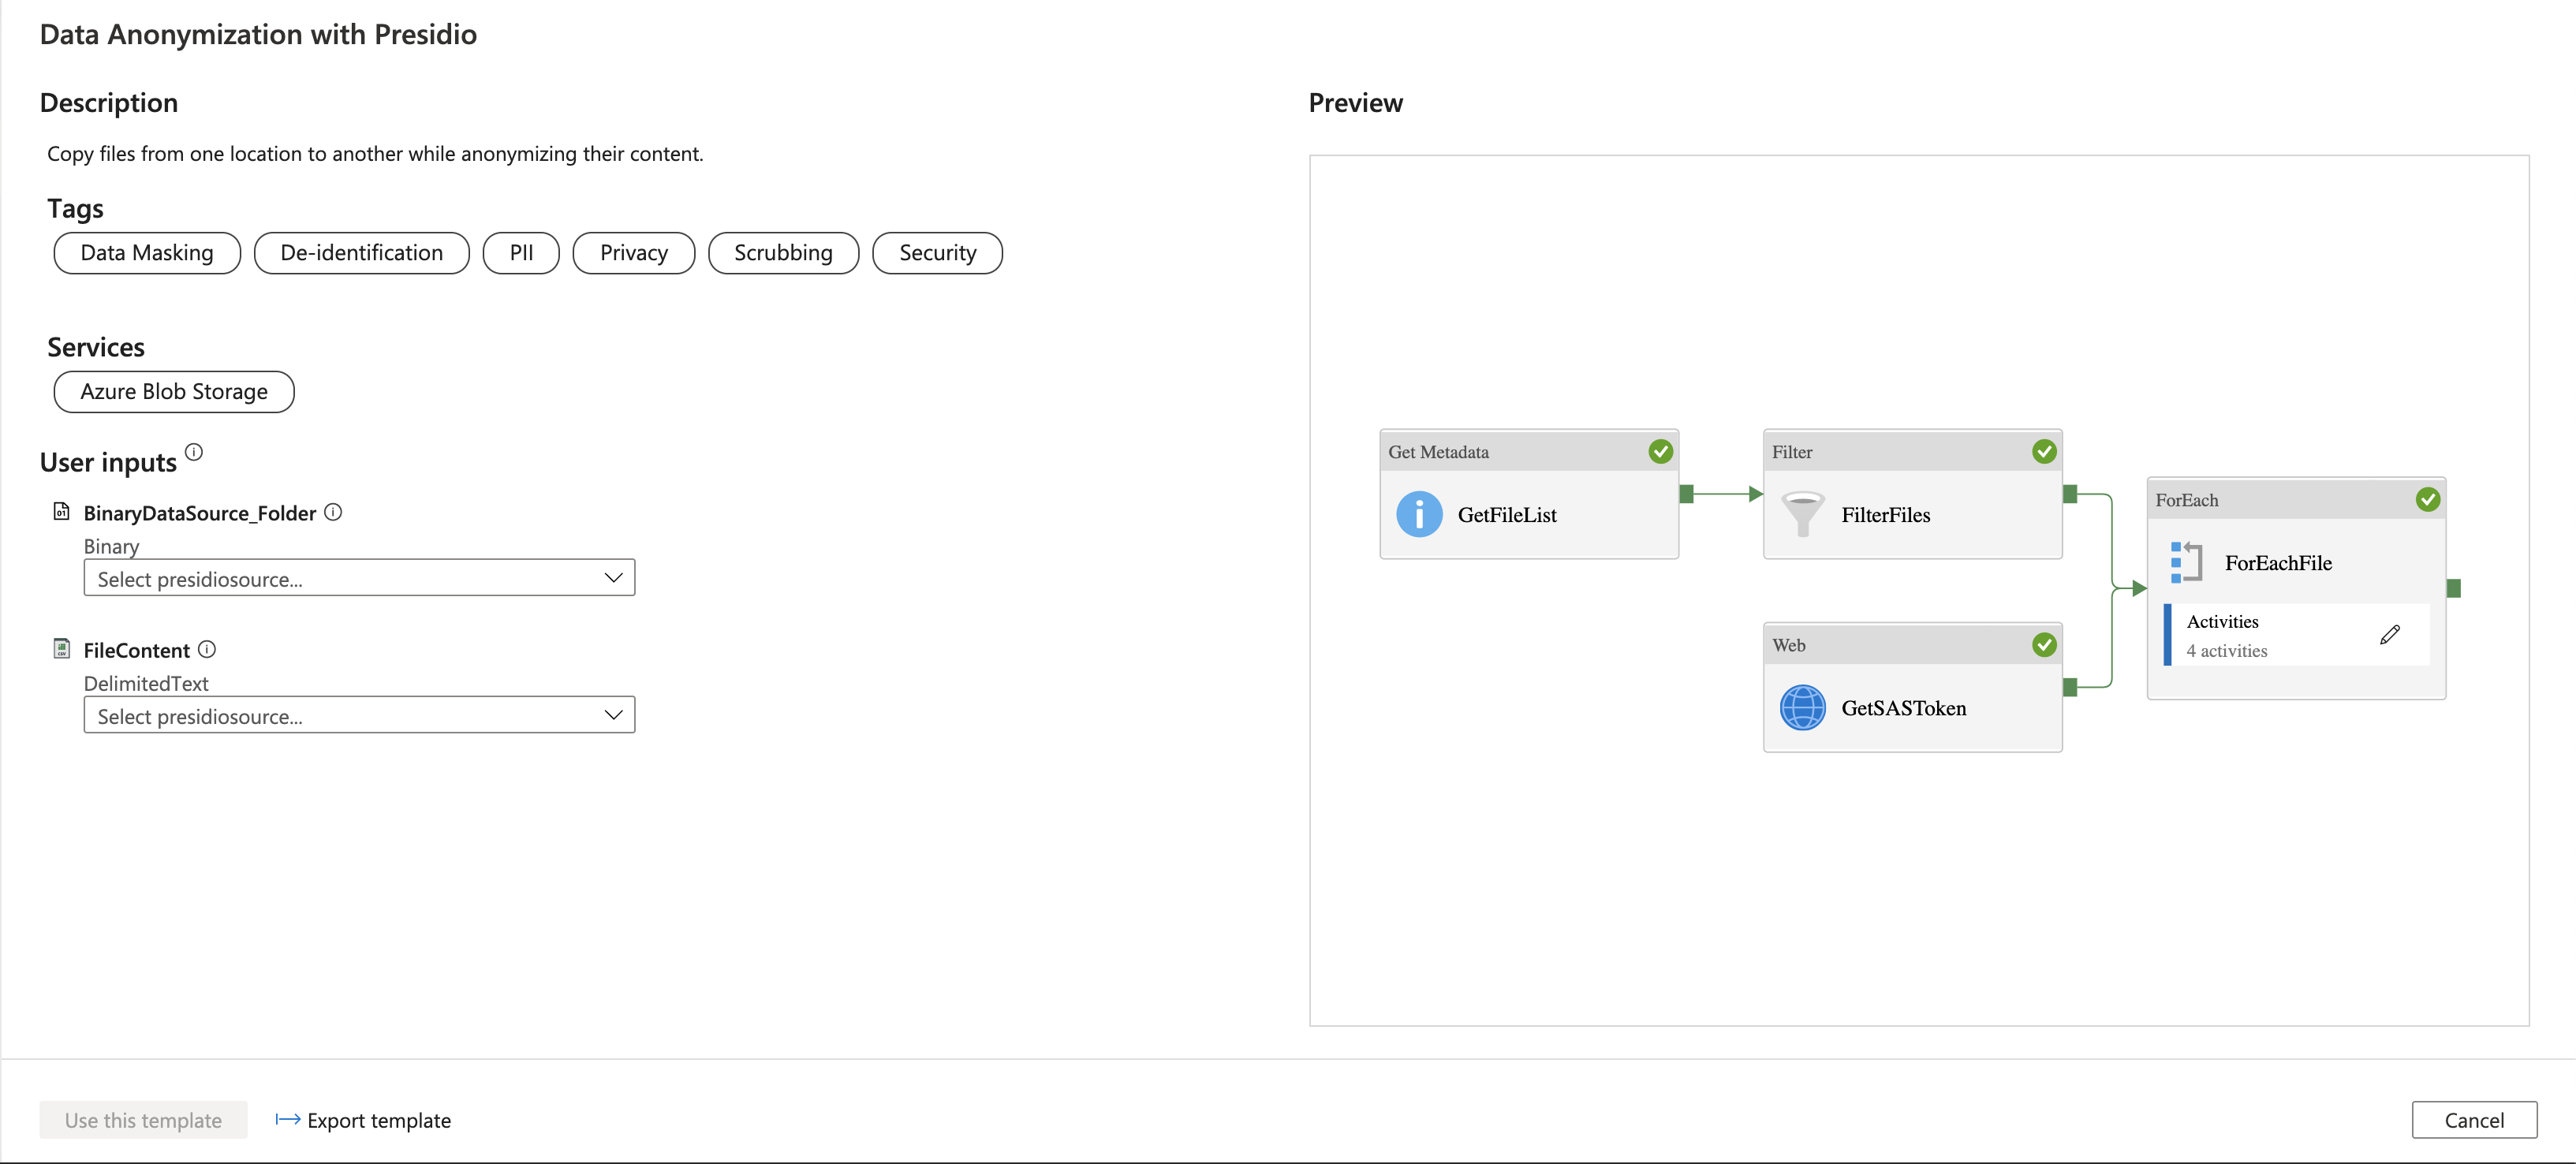 Data Anonymization with Presidio
Description
Copy files from one location to another while anonymizing their content.
Tags
Data Masking
De-identification
PII
Privacy
Scrubbing
Security
Services
Azure Blob Storage
User inputs
BinaryDataSource_Folder
Binary
Select presidiosource...
FileContent
DelimitedText
Select presidiosource...
Preview
Get Metadata
GetFileList
Filter
FilterFiles
Web
GetSASToken
ForEach
ForEachFile
Activities
4 activities
Use this template
Export template
Cancel